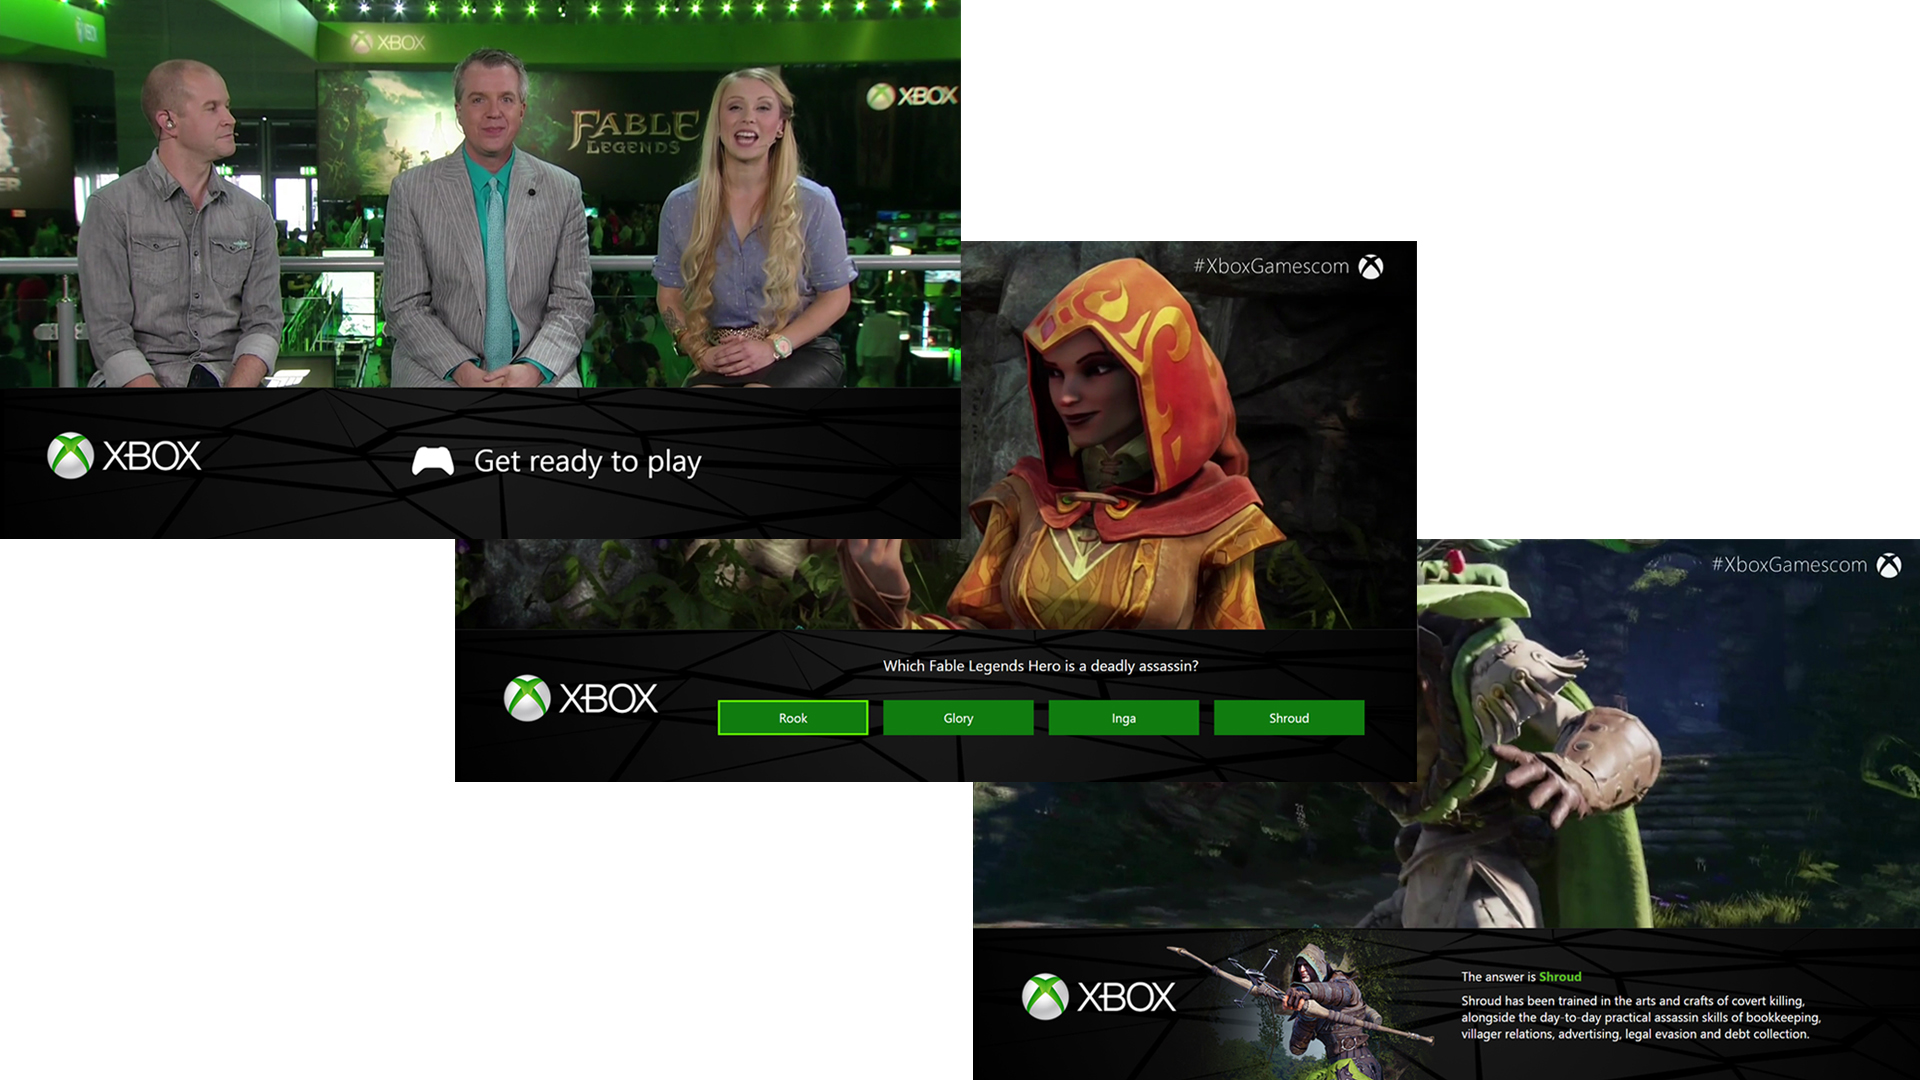 XBOX
XBOX
FABLE
LEGENDS
XBOX
ER
XBOX
Get ready to play
#XboxGamescom
Which Fable Legends Hero is a deadly assassin?
XBOX
Rook
Glory
Inga
Shroud
#XboxGamescom
XBOX
The answer is Shroud
Shroud has been trained in the arts and crafts of covert killing,
alongside the day-to-day practical assassin skills of bookkeeping,
villager relations, advertising, legal evasion and debt collection.